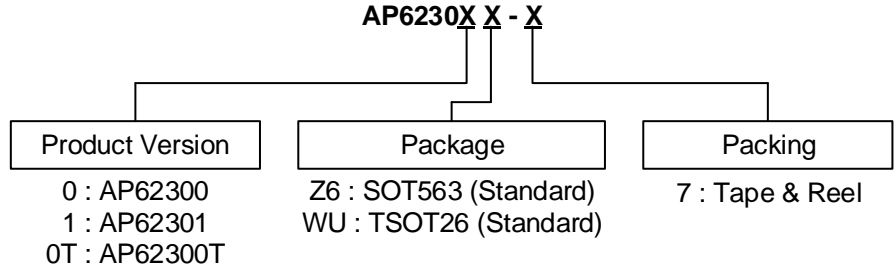 AP6230X X - X
Product Version
Package
Packing
0 : AP62300
1 : AP62301
0T : AP62300T
Z6 : SOT563 (Standard)
WU : TSOT26 (Standard)
7 : Tape & Reel